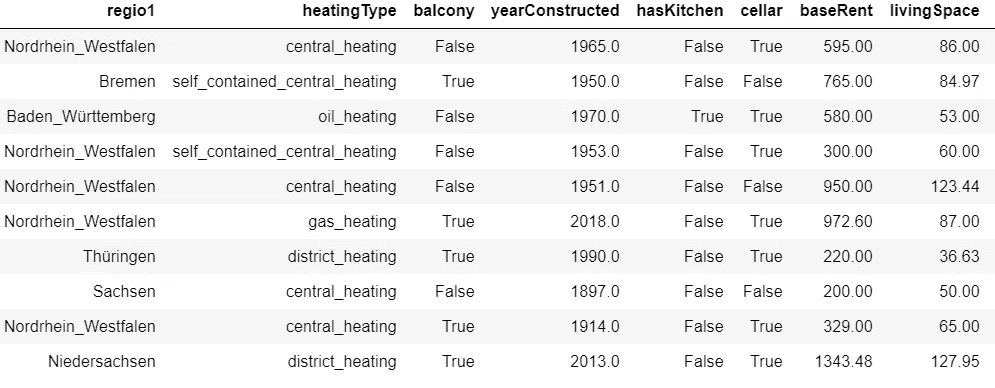 regio1 heatingType balcony yearConstructed hasKitchen cellar baseRent livingSpace
Nordrhein_Westfalen central_heating False 1965.0 False True 595.00 86.00
Bremen self_contained_central_heating True 1950.0 False False 765.00 84.97
Baden_Württemberg oil_heating False 1970.0 True True 580.00 53.00
Nordrhein_Westfalen self_contained_central_heating False 1953.0 False True 300.00 60.00
Nordrhein_Westfalen central_heating False 1951.0 False False 950.00 123.44
Nordrhein_Westfalen gas_heating True 2018.0 False True 972.60 87.00
Thüringen district_heating True 1990.0 False True 220.00 36.63
Sachsen central_heating False 1897.0 False False 200.00 50.00
Nordrhein_Westfalen central_heating True 1914.0 False True 329.00 65.00
Niedersachsen district_heating True 2013.0 False True 1343.48 127.95